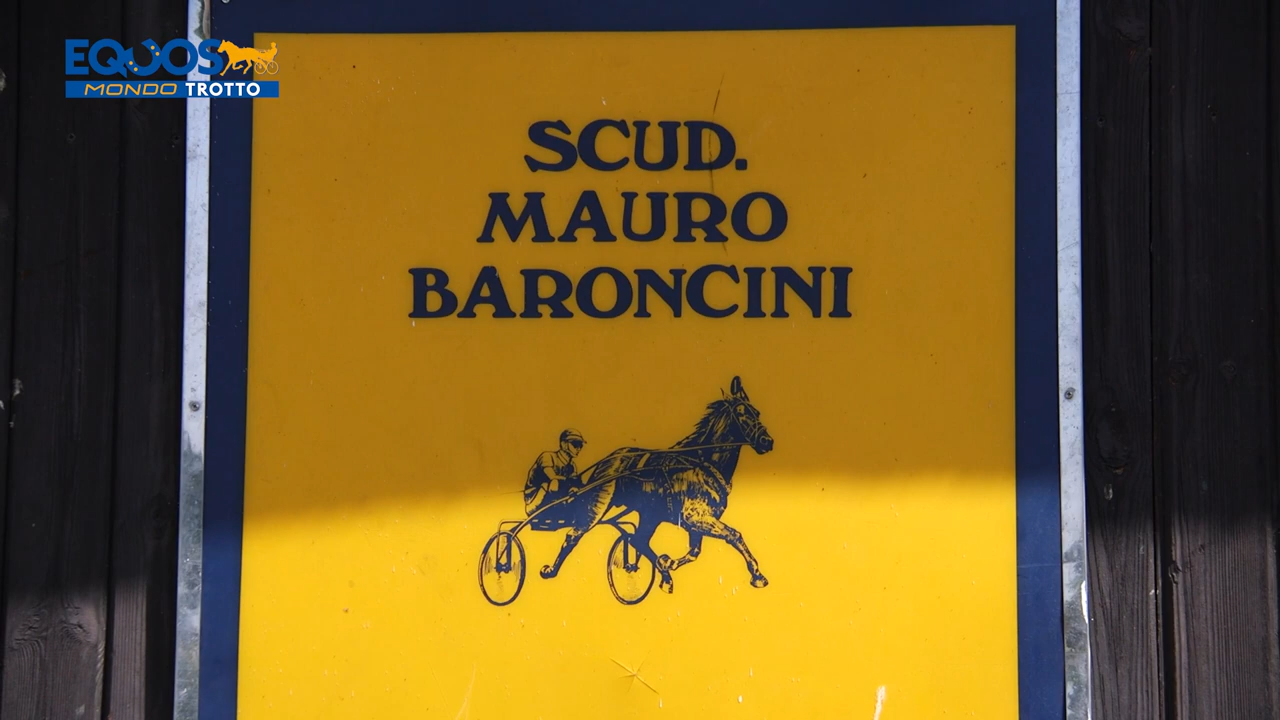 EQUOS
MONDO TROTTO
SCUD.
MAURO
BARONCINI